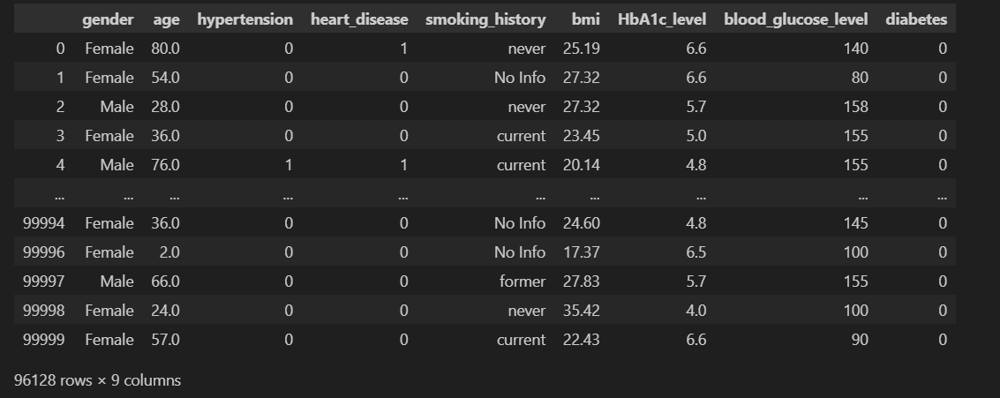 gender age hypertension heart_disease smoking_history bmi HbA1c_level blood_glucose_level diabetes
0 Female 80.0 0 1 never 25.19 6.6 140 0
1 Female 54.0 0 0 No Info 27.32 6.6 80 0
2 Male 28.0 0 0 never 27.32 5.7 158 0
3 Female 36.0 0 0 current 23.45 5.0 155 0
4 Male 76.0 1 1 current 20.14 4.8 155 0
... ... ... ... ... ... ... ... ... ...
99994 Female 36.0 0 0 No Info 24.60 4.8 145 0
99996 Female 2.0 0 0 No Info 17.37 6.5 100 0
99997 Male 66.0 0 0 former 27.83 5.7 155 0
99998 Female 24.0 0 0 never 35.42 4.0 100 0
99999 Female 57.0 0 0 current 22.43 6.6 90 0
96128 rows × 9 columns